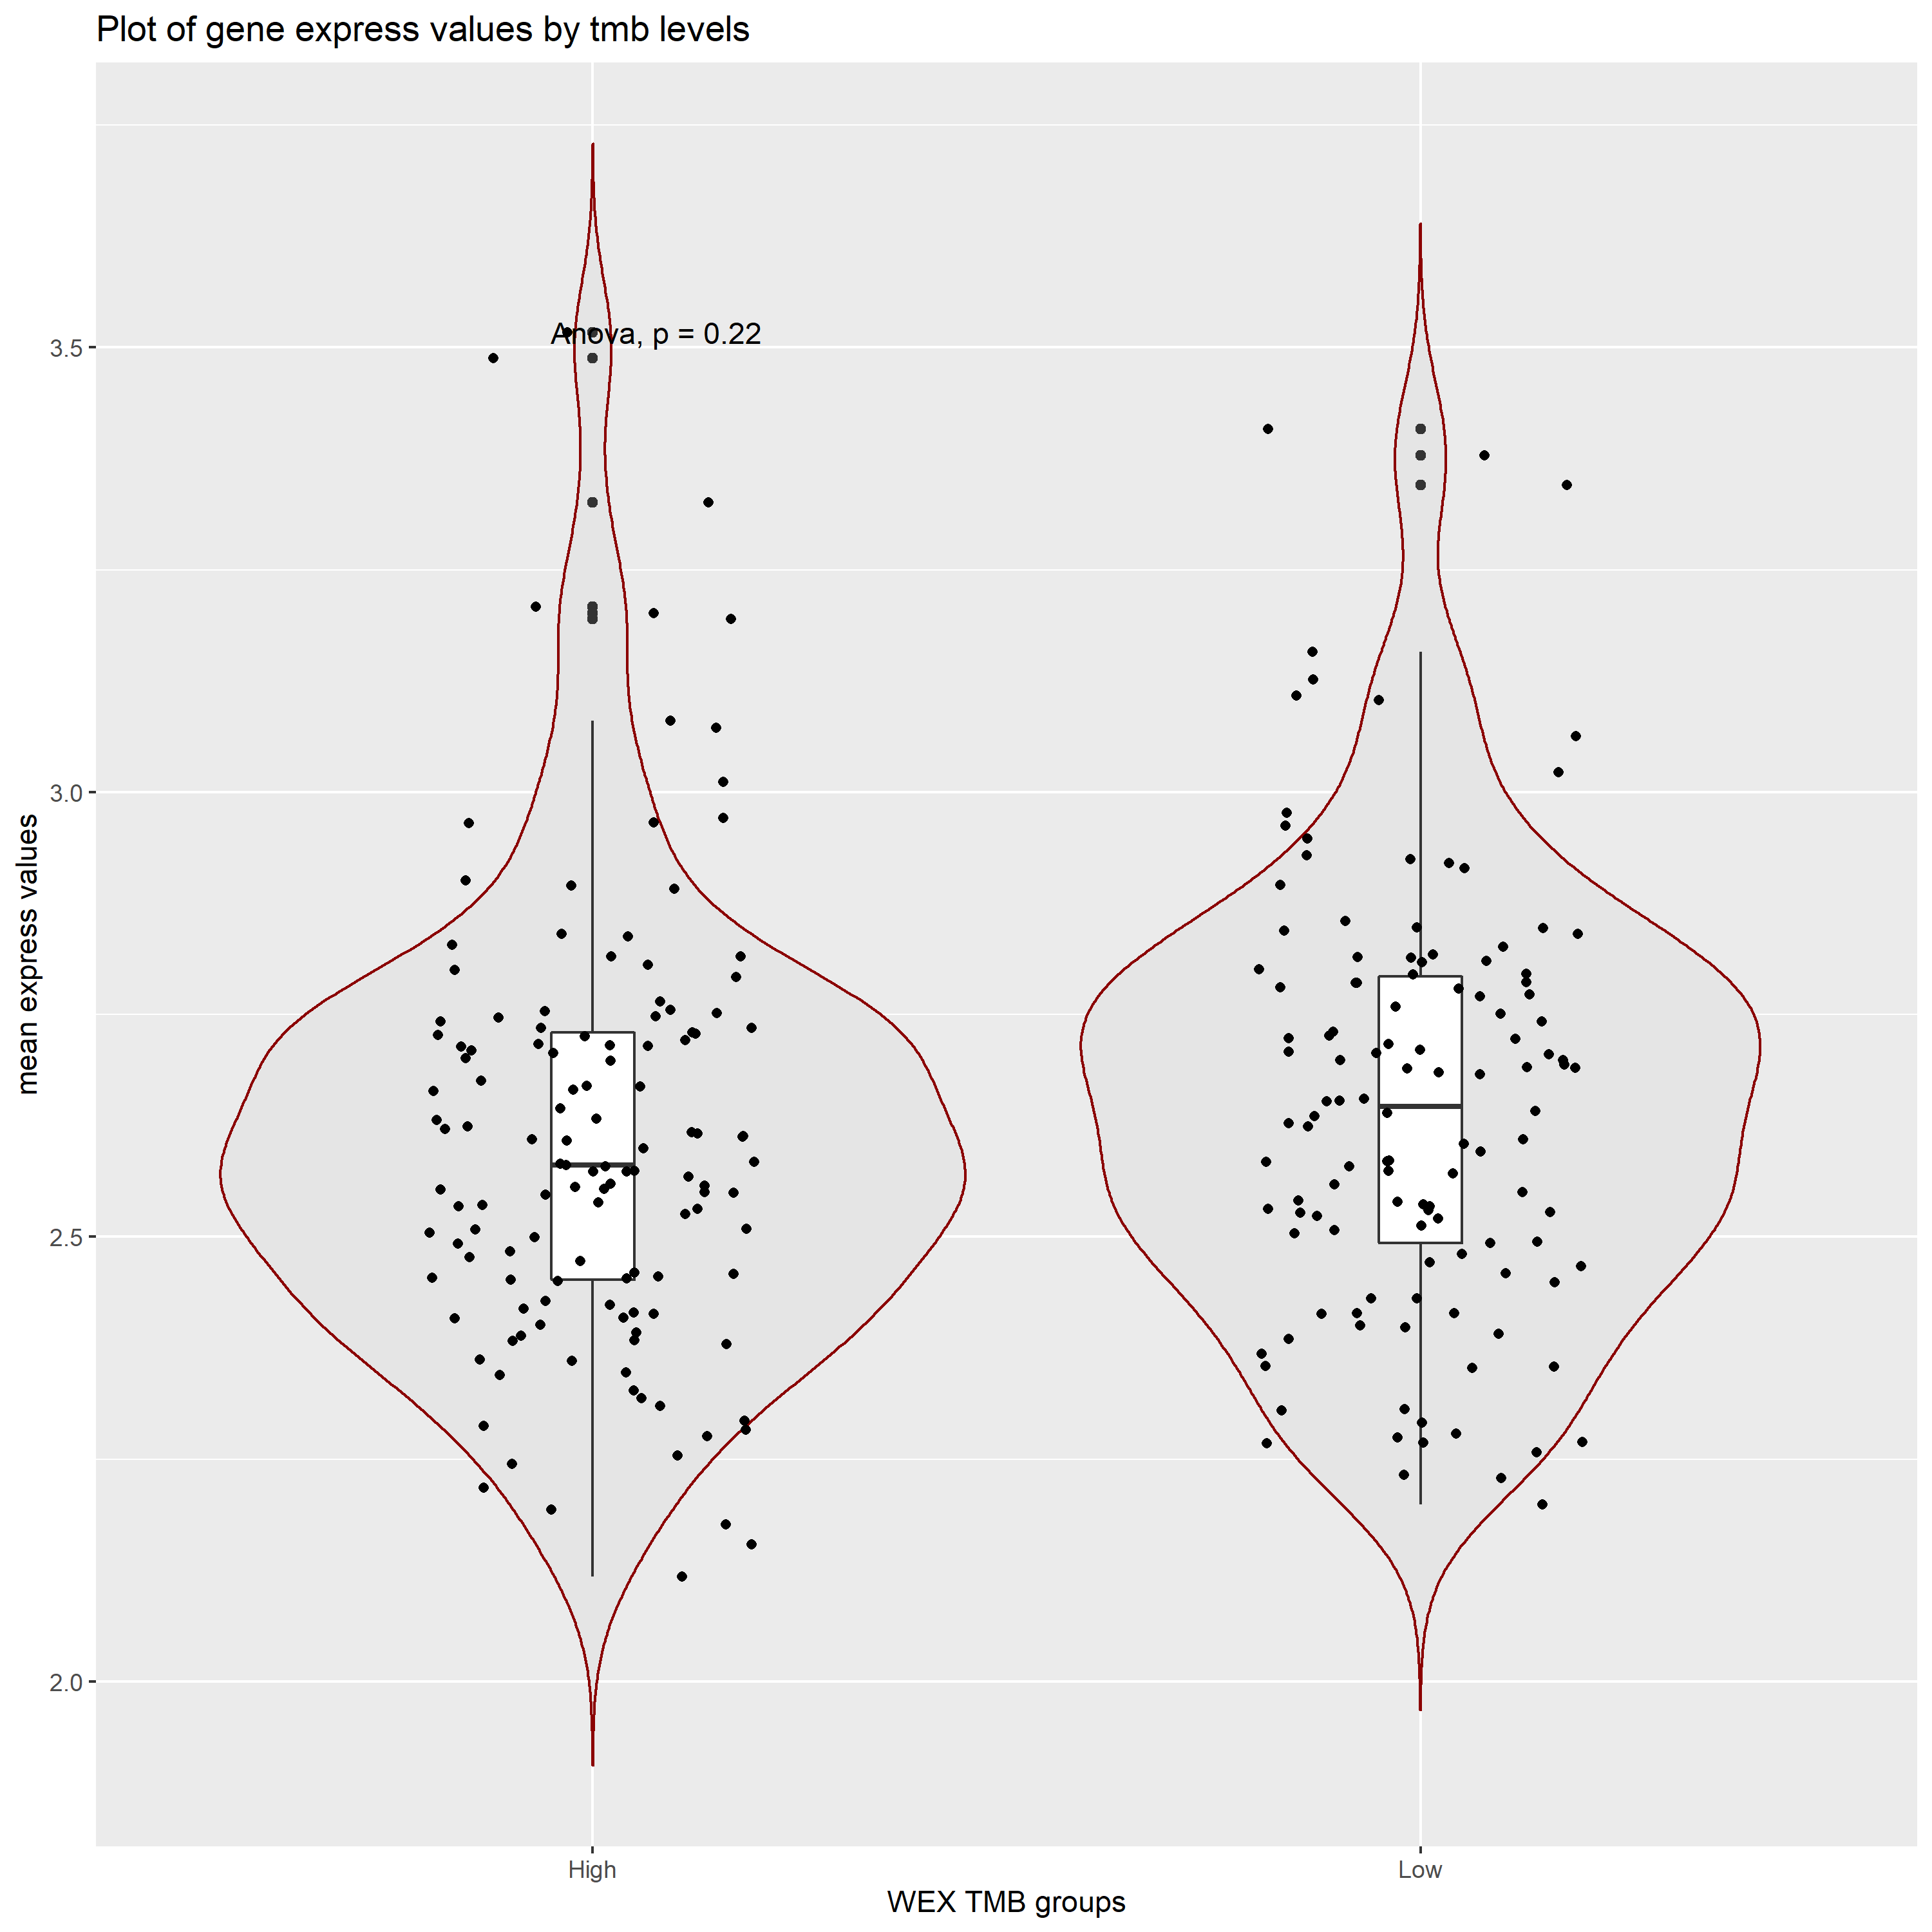 Plot of gene express values by tmb levels
Anova, p = 0.22
3.5
3.0
2.5
2.0
mean express values
High
Low
WEX TMB groups